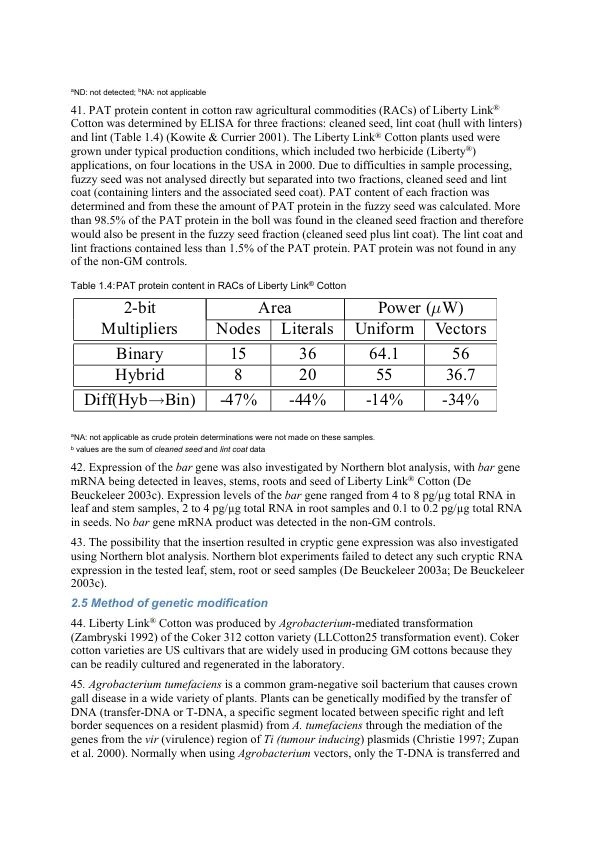 ᵃND: not detected; ᵇNA: not applicable
41. PAT protein content in cotton raw agricultural commodities (RACs) of Liberty Link®
Cotton was determined by ELISA for three fractions: cleaned seed, lint coat (hull with linters)
and lint (Table 1.4) (Kowite & Currier 2001). The Liberty Link® Cotton plants used were
grown under typical production conditions, which included two herbicide (Liberty®)
applications, on four locations in the USA in 2000. Due to difficulties in sample processing,
fuzzy seed was not analysed directly but separated into two fractions, cleaned seed and lint
coat (containing linters and the associated seed coat). PAT content of each fraction was
determined and from these the amount of PAT protein in the fuzzy seed was calculated. More
than 98.5% of the PAT protein in the boll was found in the cleaned seed fraction and therefore
would also be present in the fuzzy seed fraction (cleaned seed plus lint coat). The lint coat and
lint fractions contained less than 1.5% of the PAT protein. PAT protein was not found in any
of the non-GM controls.
Table 1.4:PAT protein content in RACs of Liberty Link® Cotton
2-bit Area Power (µW)
Multipliers Nodes Literals Uniform Vectors
Binary 15 36 64.1 56
Hybrid 8 20 55 36.7
Diff(Hyb→Bin) -47% -44% -14% -34%
ᵃNA: not applicable as crude protein determinations were not made on these samples.
ᵇ values are the sum of cleaned seed and lint coat data
42. Expression of the bar gene was also investigated by Northern blot analysis, with bar gene
mRNA being detected in leaves, stems, roots and seed of Liberty Link® Cotton (De
Beuckeleer 2003c). Expression levels of the bar gene ranged from 4 to 8 pg/µg total RNA in
leaf and stem samples, 2 to 4 pg/µg total RNA in root samples and 0.1 to 0.2 pg/µg total RNA
in seeds. No bar gene mRNA product was detected in the non-GM controls.
43. The possibility that the insertion resulted in cryptic gene expression was also investigated
using Northern blot analysis. Northern blot experiments failed to detect any such cryptic RNA
expression in the tested leaf, stem, root or seed samples (De Beuckeleer 2003a; De Beuckeleer
2003c).
2.5 Method of genetic modification
44. Liberty Link® Cotton was produced by Agrobacterium-mediated transformation
(Zambryski 1992) of the Coker 312 cotton variety (LLCotton25 transformation event). Coker
cotton varieties are US cultivars that are widely used in producing GM cottons because they
can be readily cultured and regenerated in the laboratory.
45. Agrobacterium tumefaciens is a common gram-negative soil bacterium that causes crown
gall disease in a wide variety of plants. Plants can be genetically modified by the transfer of
DNA (transfer-DNA or T-DNA, a specific segment located between specific right and left
border sequences on a resident plasmid) from A. tumefaciens through the mediation of the
genes from the vir (virulence) region of Ti (tumour inducing) plasmids (Christie 1997; Zupan
et al. 2000). Normally when using Agrobacterium vectors, only the T-DNA is transferred and